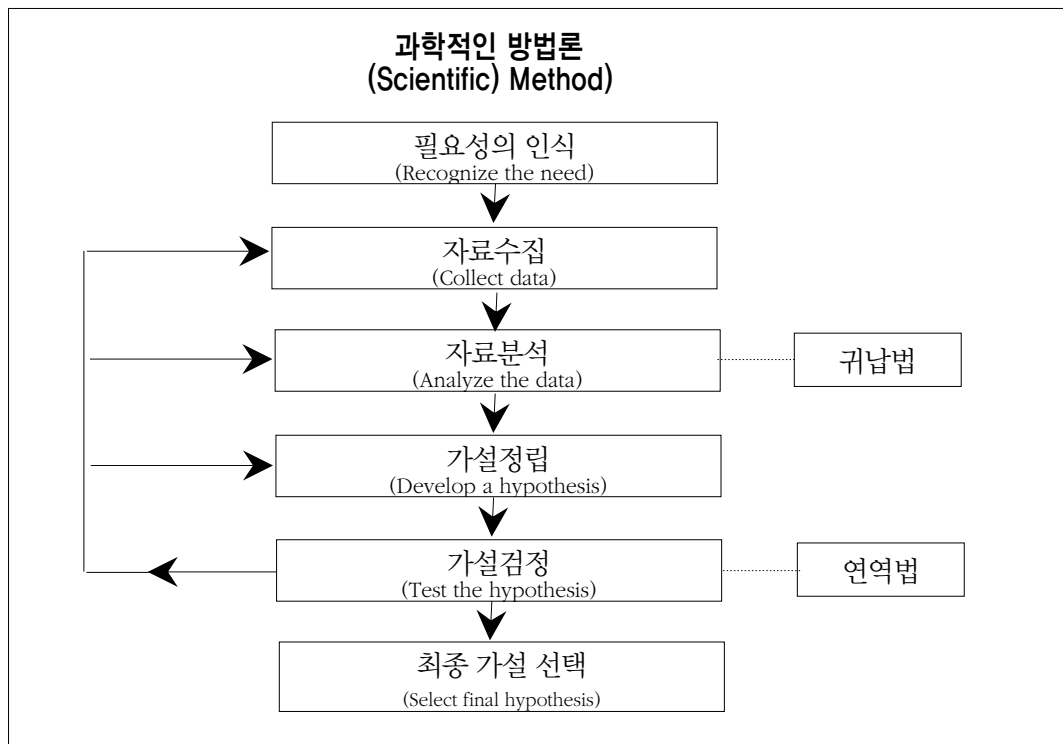 과학적인 방법론
(Scientific) Method)
필요성의 인식
(Recognize the need)
자료수집
(Collect data)
자료분석
(Analyze the data)
귀납법
가설정립
(Develop a hypothesis)
가설검정
(Test the hypothesis)
연역법
최종 가설 선택
(Select final hypothesis)